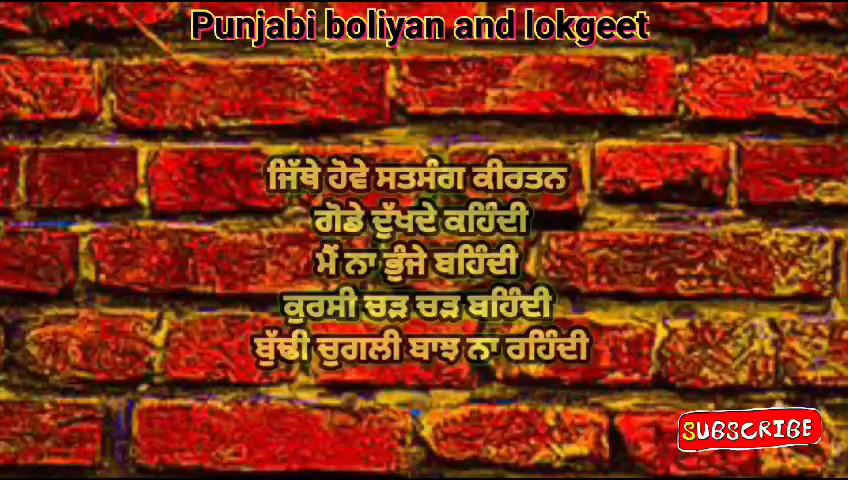 Punjabi boliyan and lokgeet
ਜਿੱਥੇ ਹੋਵੇ ਸਤਸੰਗ ਕੀਰਤਨ
ਗੋਡੇ ਦੁੱਖਦੇ ਕਹਿੰਦੀ
ਮੈਂ ਨਾ ਭੁੰਜੇ ਬਹਿੰਦੀ
ਕੁਰਸੀ ਚੜ ਚੜ ਬਹਿੰਦੀ
ਬੁੱਢੀ ਚੁਗਲੀ ਬਾਝ ਨਾ ਰਹਿੰਦੀ
SUBSCRIBE